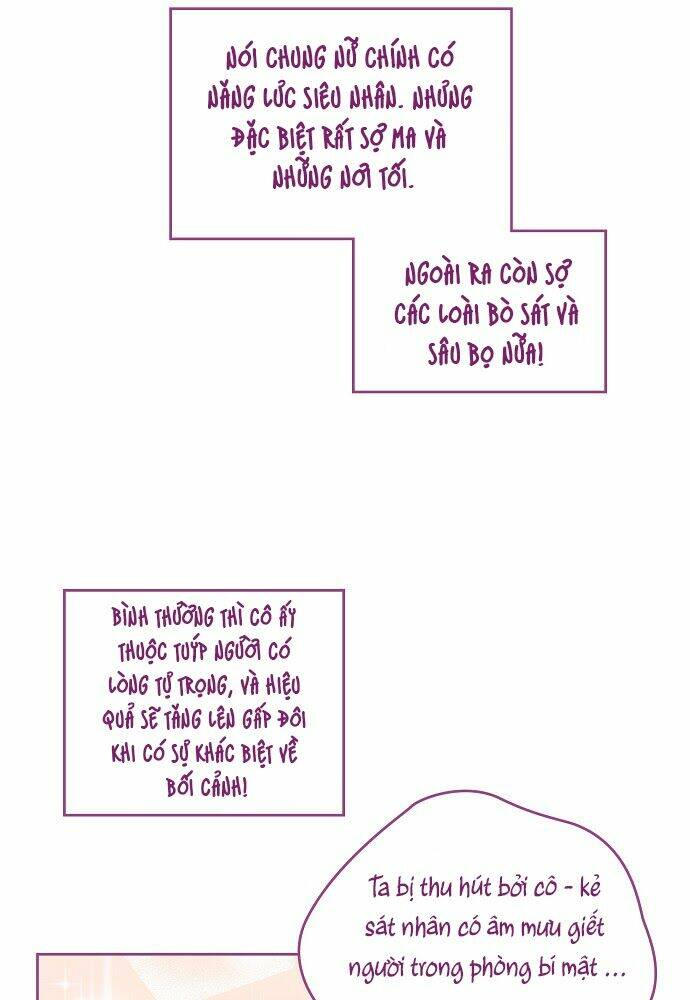 NÓI CHUNG NỮ CHÍNH CÓ
NĂNG LỰC SIÊU NHÂN. NHƯNG
ĐẶC BIỆT RẤT SỢ MA VÀ
NHỮNG NƠI TỐI.
NGOÀI RA CÒN SỢ
CÁC LOÀI BÒ SÁT VÀ
SÂU BỌ NỮA!
BÌNH THƯỜNG THÌ CÔ ẤY
THUỘC TUÝP NGƯỜI CÓ
LÒNG TỰ TRỌNG, VÀ HIỆU
QUẢ SẼ TĂNG LÊN GẤP ĐÔI
KHI CÓ SỰ KHÁC BIỆT VỀ
BỐI CẢNH!
Ta bị thu hút bởi cô - kẻ
sát nhân có âm mưu giết
người trong phòng bí mật ...